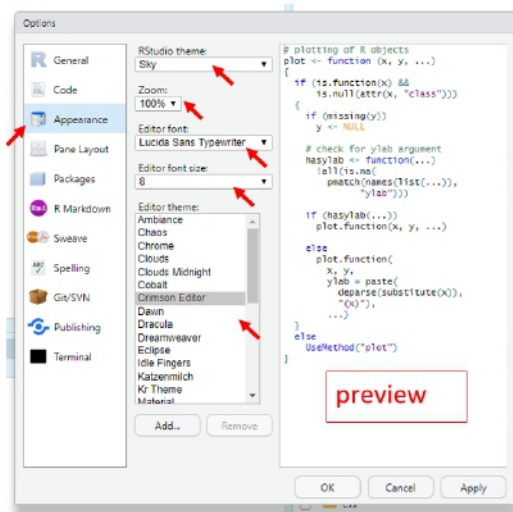 Options
General
Code
Appearance
Pane Layout
Packages
R Markdown
Sweave
Spelling
Git/SVN
Publishing
Terminal
RStudio theme:
Sky
Zoom:
100%
Editor font:
Lucida Sans Typewriter
Editor font size:
8
Editor theme:
Ambiance
Chaos
Chrome
Clouds
Clouds Midnight
Cobalt
Crimson Editor
Dawn
Dracula
Dreamweaver
Eclipse
Idle Fingers
Katzenmilch
Kr Theme
Material
Add...
Remove
# plotting of R objects
plot <- function (x, y, ...)
{
  if (is.function(x) &&
      is.null(attr(x, "class")))
  {
    if (missing(y))
      y <- NULL

    # check for ylab argument
    hasylab <- function(...)
      !all(is.na(
        pmatch(names(list(...)),
              "ylab")))

    if (hasylab(...))
      plot.function(x, y, ...)

    else
      plot.function(
        x, y,
        ylab = paste(
          deparse(substitute(x)),
          "(x)"),
        ...)
  }
  else
    UseMethod("plot")
}
preview
OK
Cancel
Apply